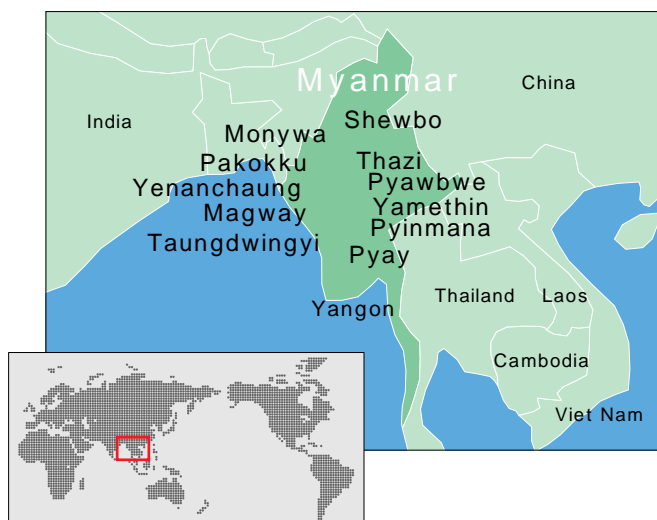 Myanmar
China
India
Shewbo
Monywa
Thazi
Pakokku
Pyawbwe
Yenanchaung
Yamethin
Magway
Pyinmana
Taungdwingyi
Pyay
Yangon
Thailand
Laos
Cambodia
Viet Nam